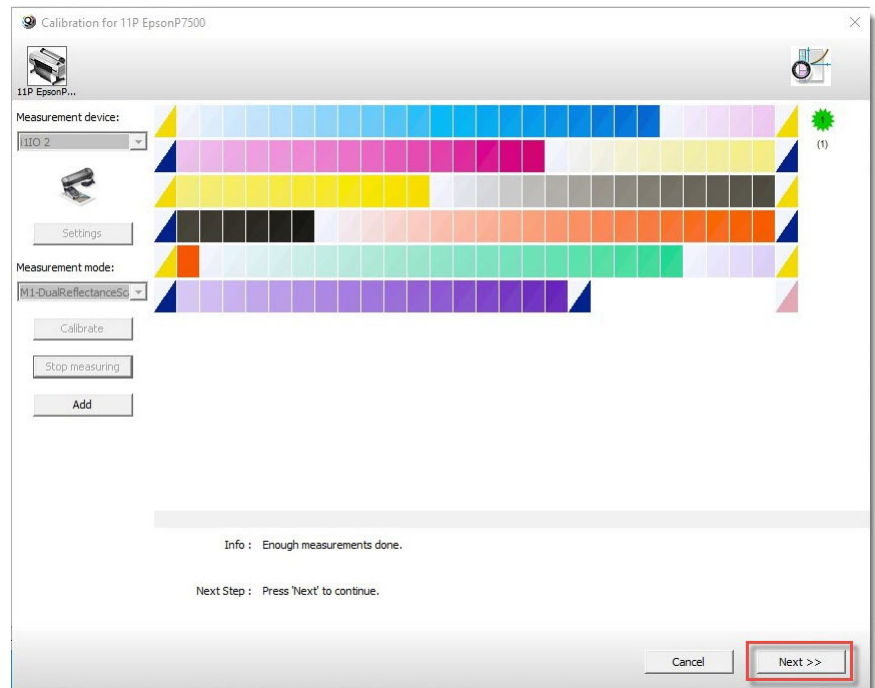 Calibration for 11P EpsonP7500
11P EpsonP...
Measurement device:
i1IO 2
1
(1)
Settings
Measurement mode:
M1-DualReflectanceSc
Calibrate
Stop measuring
Add
Info : Enough measurements done.
Next Step : Press 'Next' to continue.
Cancel
Next >>